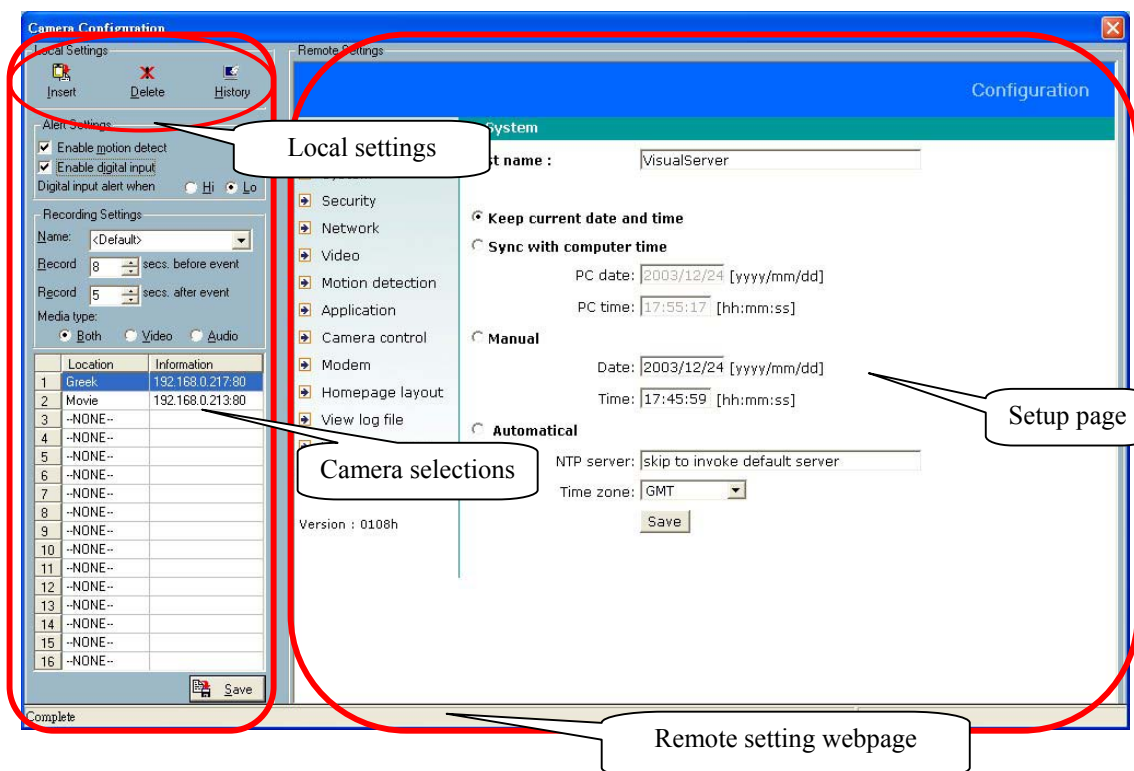 Camera Configuration
Local Settings
Insert Delete History
Alert Settings
Enable motion detect
Enable digital input
Digital input alert when Hi Lo
Recording Settings
Name: <Default>
Record 8 secs. before event
Record 5 secs. after event
Media type:
Both Video Audio
Location Information
1 Greek 192.168.0.217:80
2 Movie 192.168.0.213:80
3 --NONE--
4 --NONE--
5 --NONE--
6 --NONE--
7 --NONE--
8 --NONE--
9 --NONE--
10 --NONE--
11 --NONE--
12 --NONE--
13 --NONE--
14 --NONE--
15 --NONE--
16 --NONE--
Save
Complete
Remote Settings
Configuration
Security
Network
Video
Motion detection
Application
Camera control
Modem
Homepage layout
View log file
Version : 0108h
System
name : VisualServer
Keep current date and time
Sync with computer time
PC date: 2003/12/24 [yyyy/mm/dd]
PC time: 17:55:17 [hh:mm:ss]
Manual
Date: 2003/12/24 [yyyy/mm/dd]
Time: 17:45:59 [hh:mm:ss]
Automatical
NTP server: skip to invoke default server
Time zone: GMT
Save
Local settings
Camera selections
Setup page
Remote setting webpage